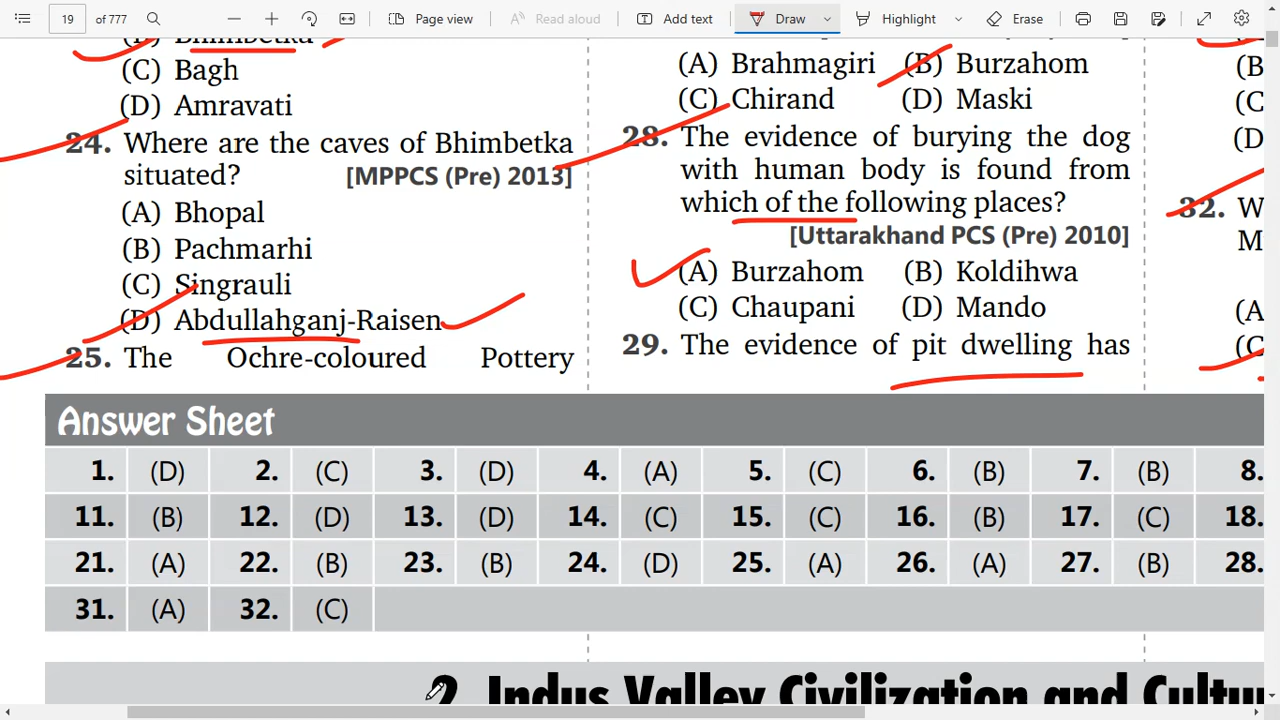 19 of 777 Page view Read aloud Add text Draw Highlight Erase
(D) Bhimbetka
(C) Bagh
(D) Amravati
24. Where are the caves of Bhimbetka
situated? [MPPCS (Pre) 2013]
(A) Bhopal
(B) Pachmarhi
(C) Singrauli
(D) Abdullahganj-Raisen
25. The Ochre-coloured Pottery
(A) Brahmagiri (B) Burzahom
(C) Chirand (D) Maski
28. The evidence of burying the dog
with human body is found from
which of the following places?
[Uttarakhand PCS (Pre) 2010]
(A) Burzahom (B) Koldihwa
(C) Chaupani (D) Mando
29. The evidence of pit dwelling has
(B
(C
(D
32. W
M
(A
(C
Answer Sheet
1. (D) 2. (C) 3. (D) 4. (A) 5. (C) 6. (B) 7. (B) 8.
11. (B) 12. (D) 13. (D) 14. (C) 15. (C) 16. (B) 17. (C) 18.
21. (A) 22. (B) 23. (B) 24. (D) 25. (A) 26. (A) 27. (B) 28.
31. (A) 32. (C)
2. Indus Valley Civilization and Cultu